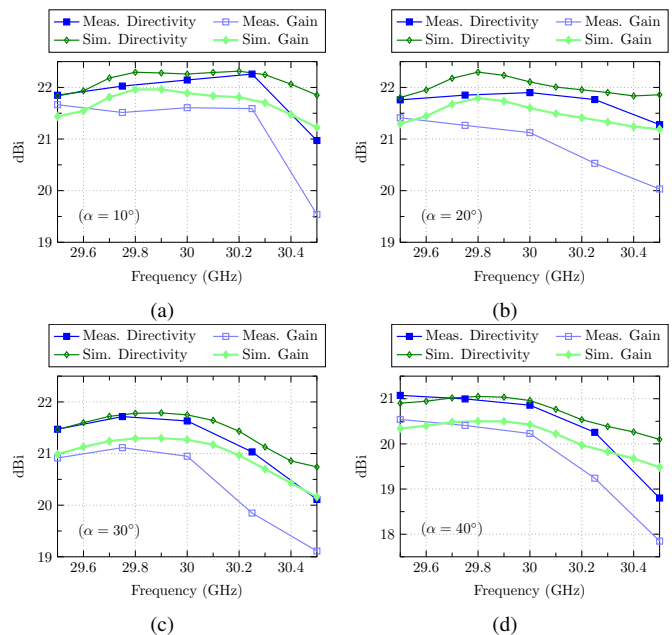 Meas. Directivity Meas. Gain
Sim. Directivity Sim. Gain
22
21
20
19
dBi
(α = 10°)
29.6 29.8 30 30.2 30.4
Frequency (GHz)
(a)
Meas. Directivity Meas. Gain
Sim. Directivity Sim. Gain
22
21
20
19
dBi
(α = 20°)
29.6 29.8 30 30.2 30.4
Frequency (GHz)
(b)
Meas. Directivity Meas. Gain
Sim. Directivity Sim. Gain
22
21
20
19
dBi
(α = 30°)
29.6 29.8 30 30.2 30.4
Frequency (GHz)
(c)
Meas. Directivity Meas. Gain
Sim. Directivity Sim. Gain
21
20
19
18
dBi
(α = 40°)
29.6 29.8 30 30.2 30.4
Frequency (GHz)
(d)